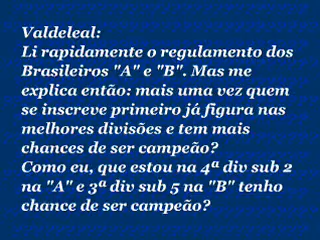 Valdeleal:
Li rapidamente o regulamento dos
Brasileiros "A" e "B". Mas me
explica então: mais uma vez quem
se inscreve primeiro já figura nas
melhores divisões e tem mais
chances de ser campeão?
Como eu, que estou na 4ª div sub 2
na "A" e 3ª div sub 5 na "B" tenho
chance de ser campeão?